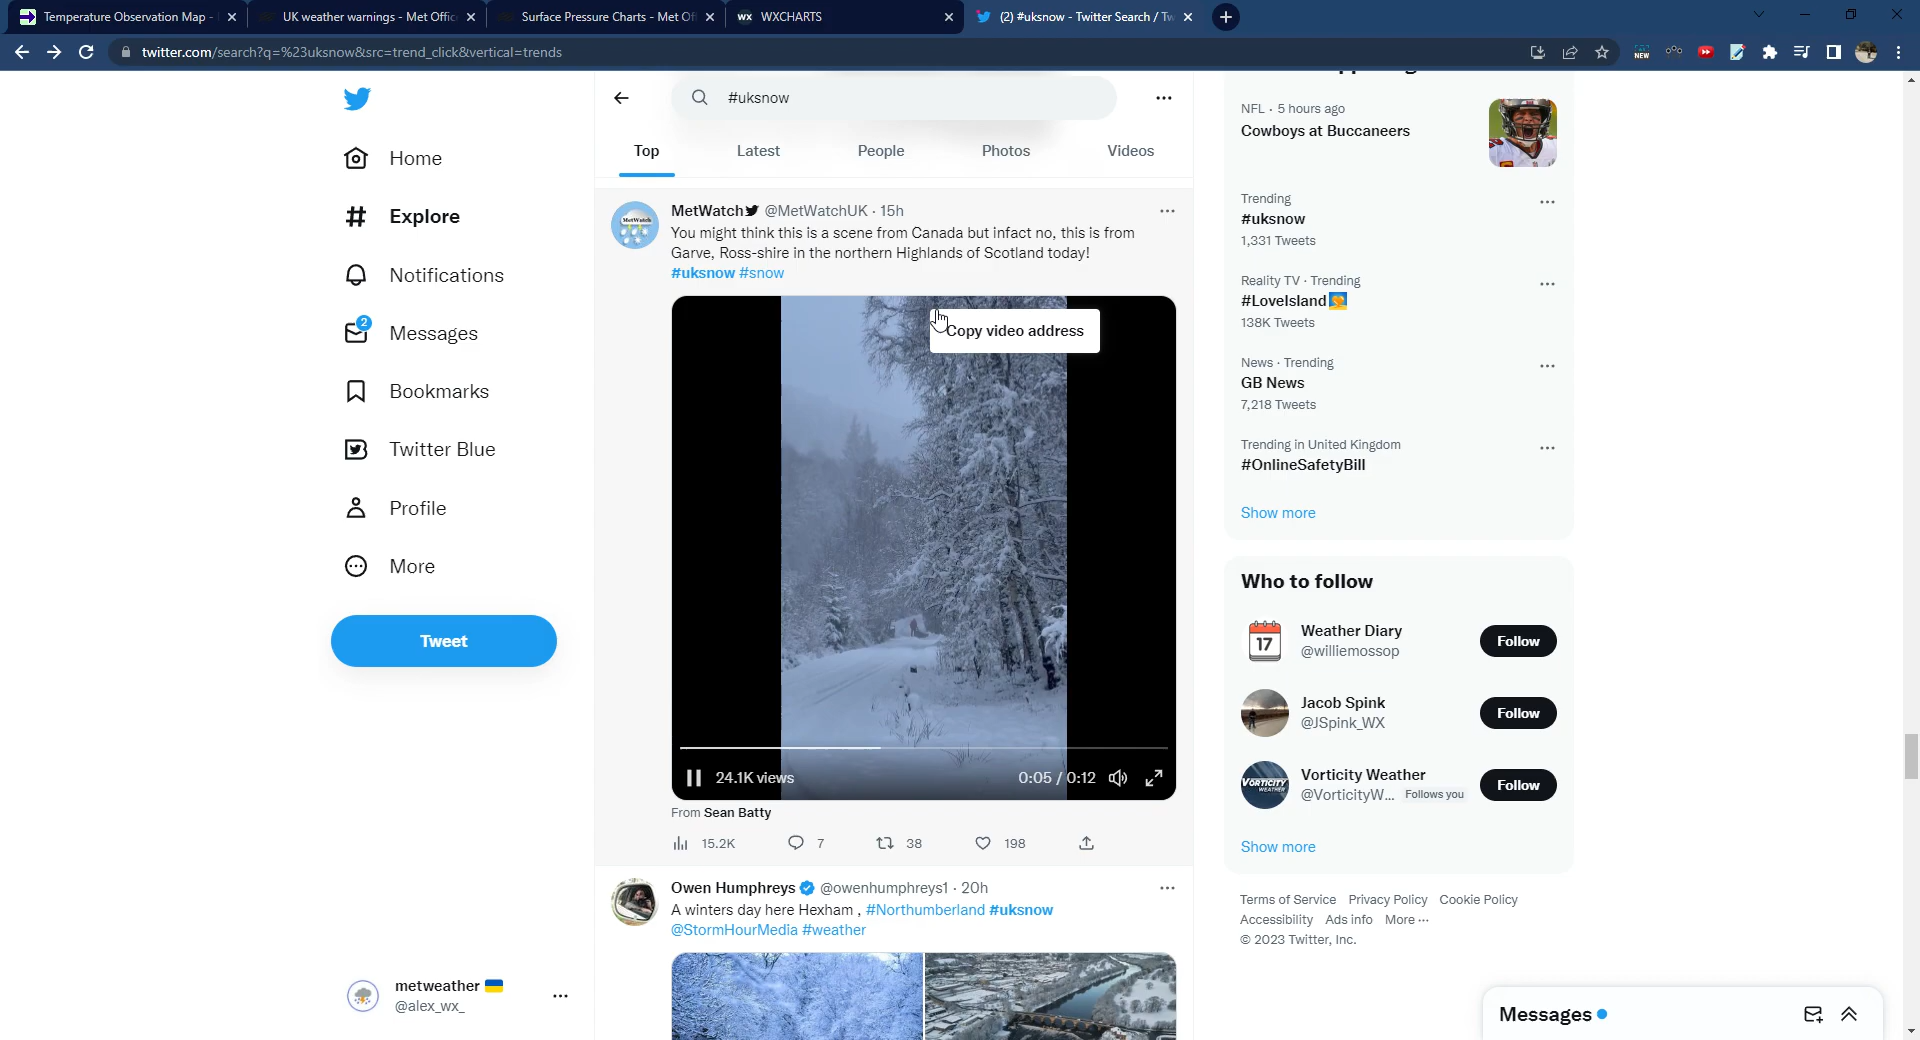 Temperature Observation Map -
UK weather warnings - Met Offic
Surface Pressure Charts - Met Of
wx WXCHARTS
(2) #uksnow - Twitter Search / Tw
twitter.com/search?q=%23uksnow&src=trend_click&vertical=trends
NEW
Home
Explore
Notifications
2
Messages
Bookmarks
Twitter Blue
Profile
More
Tweet
metweather
@alex_wx_
#uksnow
Top
Latest
People
Photos
Videos
MetWatch @MetWatchUK · 15h
You might think this is a scene from Canada but infact no, this is from
Garve, Ross-shire in the northern Highlands of Scotland today!
#uksnow #snow
MetWatch
Copy video address
24.1K views
0:05 / 0:12
From Sean Batty
15.2K
7
38
198
Owen Humphreys @owenhumphreys1 · 20h
A winters day here Hexham , #Northumberland #uksnow
@StormHourMedia #weather
NFL · 5 hours ago
Cowboys at Buccaneers
Trending
#uksnow
1,331 Tweets
Reality TV · Trending
#LoveIsland
138K Tweets
News · Trending
GB News
7,218 Tweets
Trending in United Kingdom
#OnlineSafetyBill
Show more
Who to follow
17
Weather Diary
@williemossop
Follow
Jacob Spink
@JSpink_WX
Follow
VORTICITY
WEATHER
Vorticity Weather
@VorticityW... Follows you
Follow
Show more
Terms of Service Privacy Policy Cookie Policy
Accessibility Ads info More ···
© 2023 Twitter, Inc.
Messages